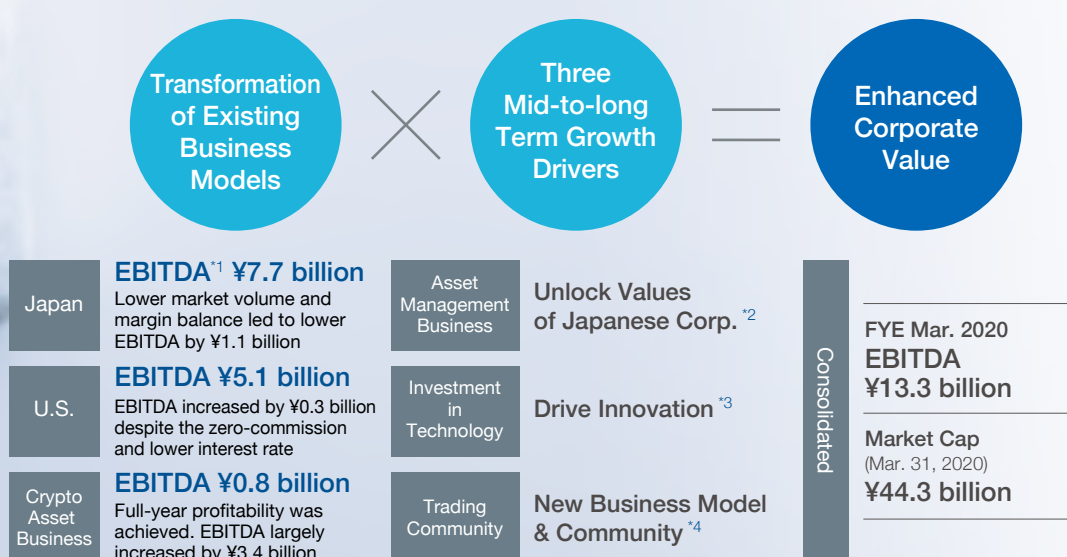 Transformation
of Existing
Business
Models
Three
Mid-to-long
Term Growth
Drivers
Enhanced
Corporate
Value
Japan
EBITDA*1 ¥7.7 billion
Lower market volume and
margin balance led to lower
EBITDA by ¥1.1 billion
U.S.
EBITDA ¥5.1 billion
EBITDA increased by ¥0.3 billion
despite the zero-commission
and lower interest rate
Crypto
Asset
Business
EBITDA ¥0.8 billion
Full-year profitability was
achieved. EBITDA largely
increased by ¥3.4 billion
Asset
Management
Business
Unlock Values
of Japanese Corp. *2
Investment
in
Technology
Drive Innovation *3
Trading
Community
New Business Model
& Community *4
Consolidated
FYE Mar. 2020
EBITDA
¥13.3 billion
Market Cap
(Mar. 31, 2020)
¥44.3 billion